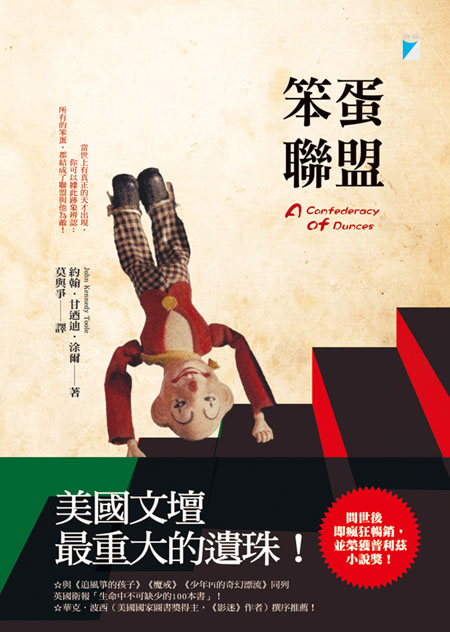 笨蛋
聯盟
A Confederacy
Of Dunces
當世上有真正的天才出現，
你可以據此跡象辨認：
所有的笨蛋，都結成了聯盟與他為敵！
John Kennedy Toole
約翰・甘迺迪・涂爾——著
莫與爭——譯
美國文壇
最重大的遺珠！
問世後
即瘋狂暢銷，
並榮獲普利茲
小說獎！
☆與《追風箏的孩子》《魔戒》《少年Pi的奇幻漂流》同列
英國衛報「生命中不可缺少的100本書」！
☆華克・波西（美國國家圖書獎得主，《影迷》作者）撰序推薦！